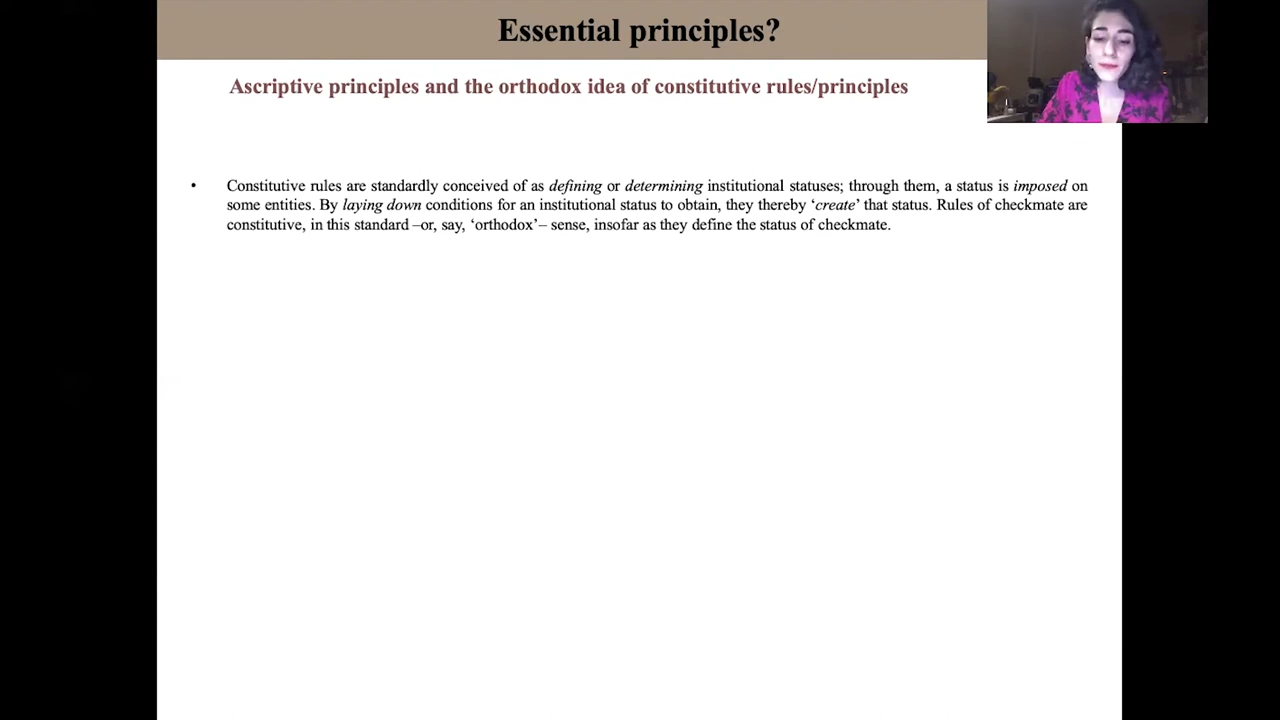 Essential principles?
Ascriptive principles and the orthodox idea of constitutive rules/principles
• Constitutive rules are standardly conceived of as defining or determining institutional statuses; through them, a status is imposed on
some entities. By laying down conditions for an institutional status to obtain, they thereby ‘create’ that status. Rules of checkmate are
constitutive, in this standard –or, say, ‘orthodox’– sense, insofar as they define the status of checkmate.